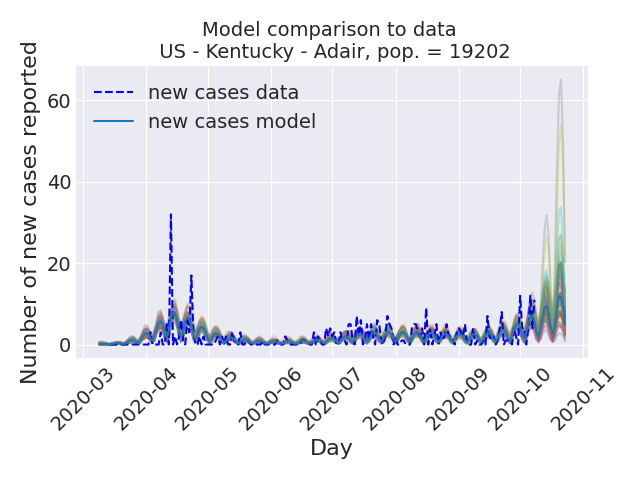 Model comparison to data
US - Kentucky - Adair, pop. = 19202
Number of new cases reported
60
40
20
0
new cases data
new cases model
2020-03
2020-04
2020-05
2020-06
2020-07
2020-08
2020-09
2020-10
2020-11
Day